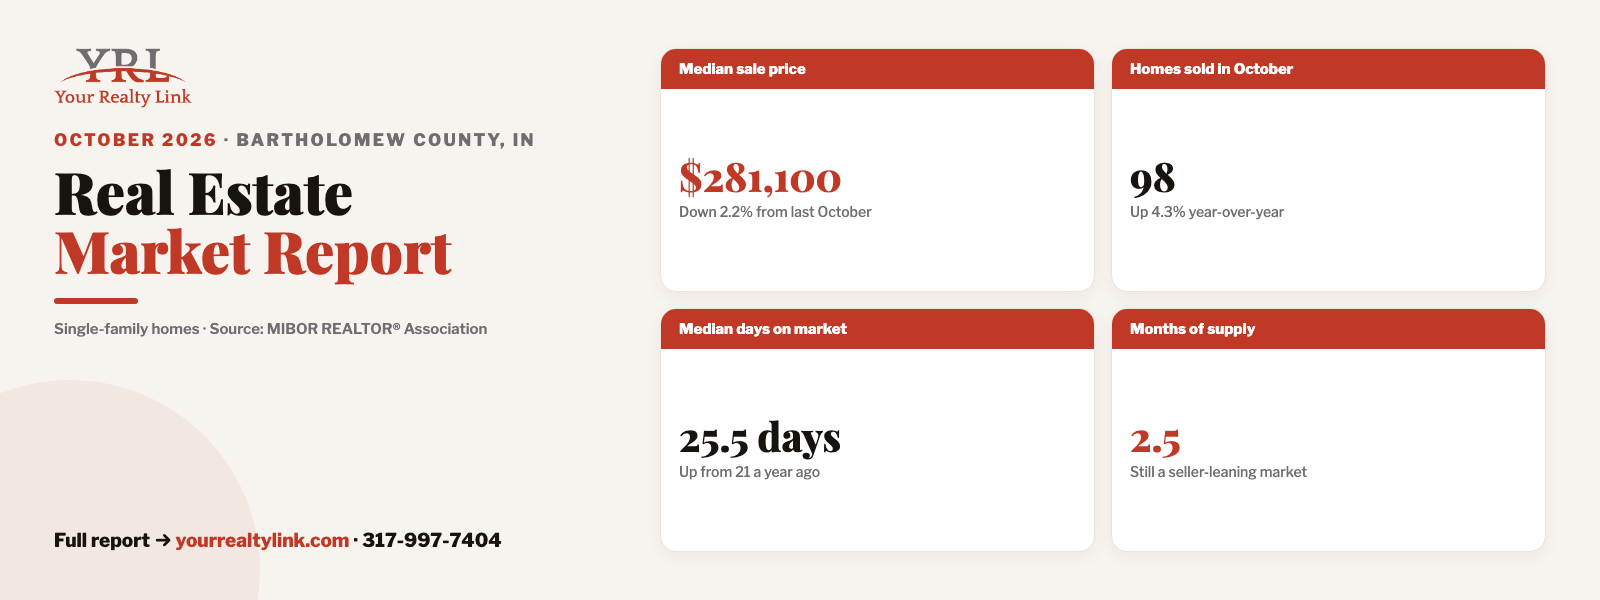 YRL
Your Realty Link
OCTOBER 2026 · BARTHOLOMEW COUNTY, IN
Real Estate
Market Report
Single-family homes · Source: MIBOR REALTOR® Association
Full report → yourrealtylink.com · 317-997-7404
Median sale price
$281,100
Down 2.2% from last October
Homes sold in October
98
Up 4.3% year-over-year
Median days on market
25.5 days
Up from 21 a year ago
Months of supply
2.5
Still a seller-leaning market